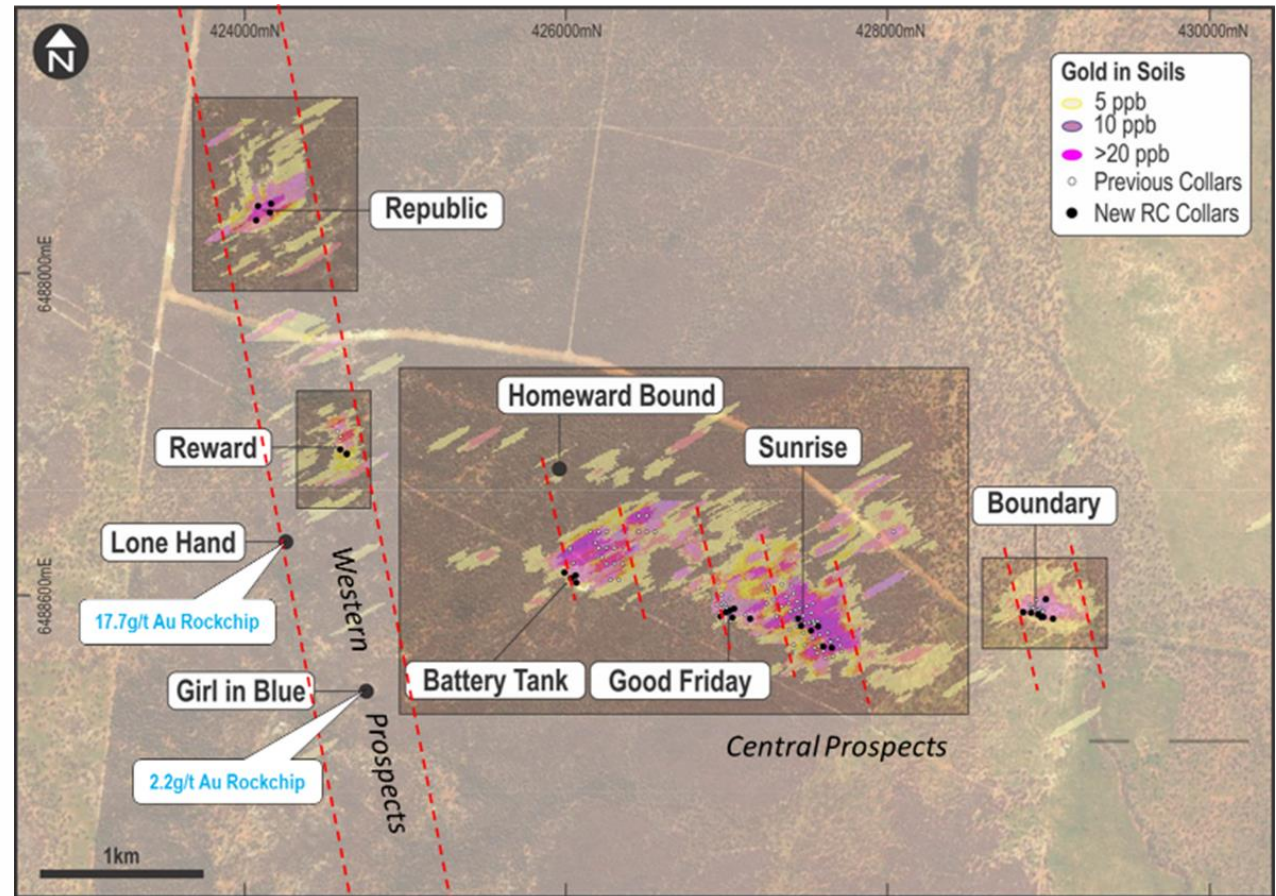 N
424000mN
426000mN
428000mN
430000mN
Gold in Soils
5 ppb
10 ppb
>20 ppb
Previous Collars
New RC Collars
Republic
6488000mE
Homeward Bound
Reward
Sunrise
Boundary
Lone Hand
17.7g/t Au Rockchip
Western Prospects
6488600mE
Battery Tank
Good Friday
Girl in Blue
2.2g/t Au Rockchip
Central Prospects
1km